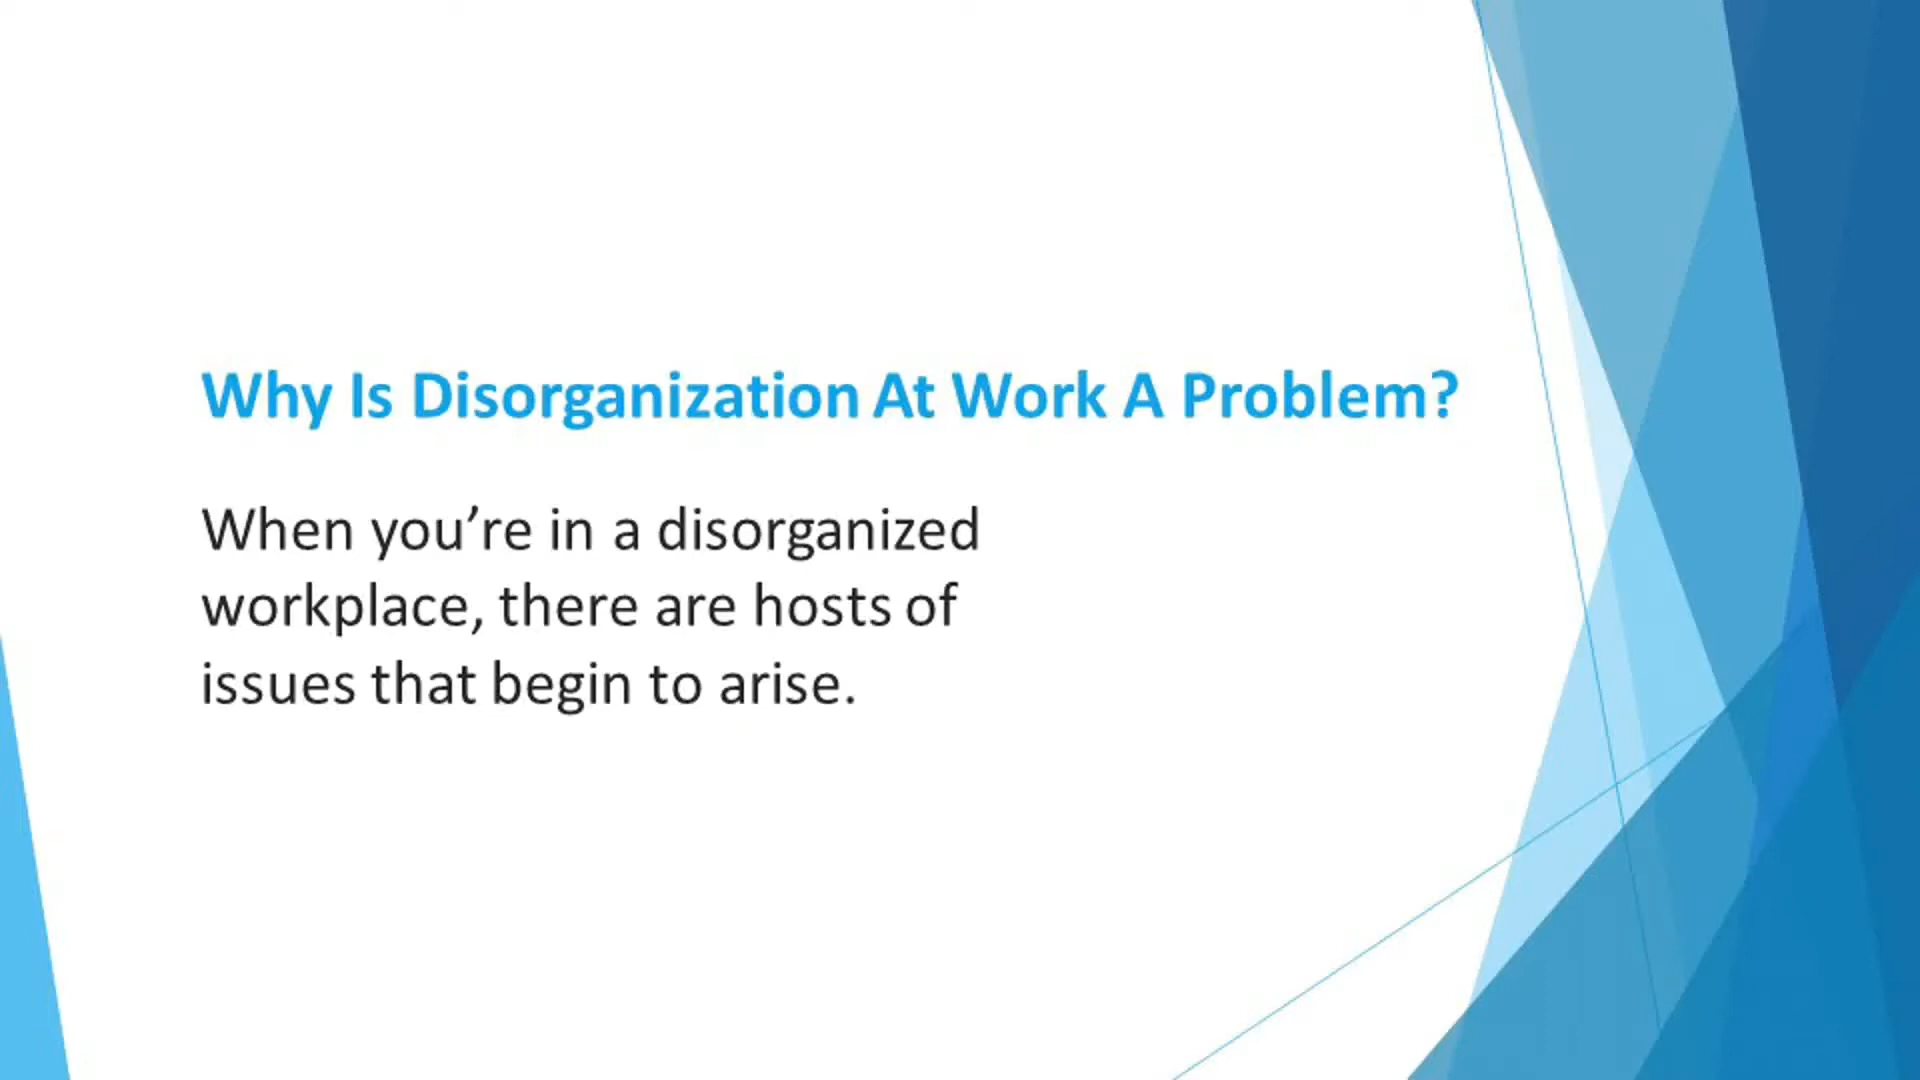 Why Is Disorganization At Work A Problem?
When you’re in a disorganized
workplace, there are hosts of
issues that begin to arise.